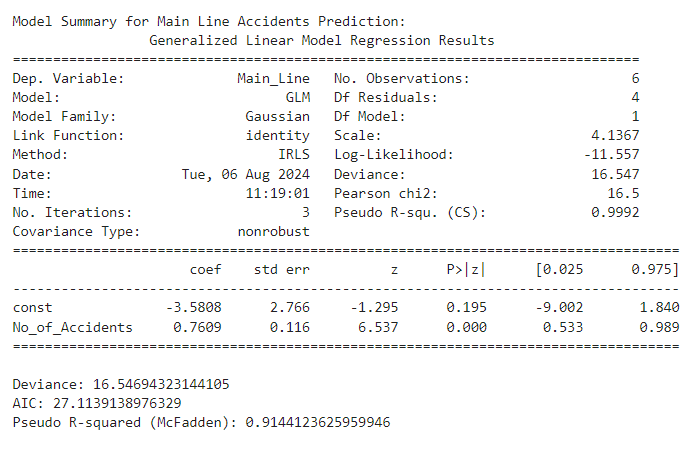 Model Summary for Main Line Accidents Prediction:
                 Generalized Linear Model Regression Results
==============================================================================
Dep. Variable:              Main_Line   No. Observations:                    6
Model:                            GLM   Df Residuals:                        4
Model Family:                Gaussian   Df Model:                            1
Link Function:               identity   Scale:                          4.1367
Method:                          IRLS   Log-Likelihood:                -11.557
Date:                Tue, 06 Aug 2024   Deviance:                       16.547
Time:                        11:19:01   Pearson chi2:                     16.5
No. Iterations:                     3   Pseudo R-squ. (CS):             0.9992
Covariance Type:            nonrobust
===================================================================================
                      coef    std err          z      P>|z|      [0.025      0.975]
-----------------------------------------------------------------------------------
const              -3.5808      2.766     -1.295      0.195      -9.002       1.840
No_of_Accidents     0.7609      0.116      6.537      0.000       0.533       0.989
===================================================================================
Deviance: 16.54694323144105
AIC: 27.1139138976329
Pseudo R-squared (McFadden): 0.9144123625959946